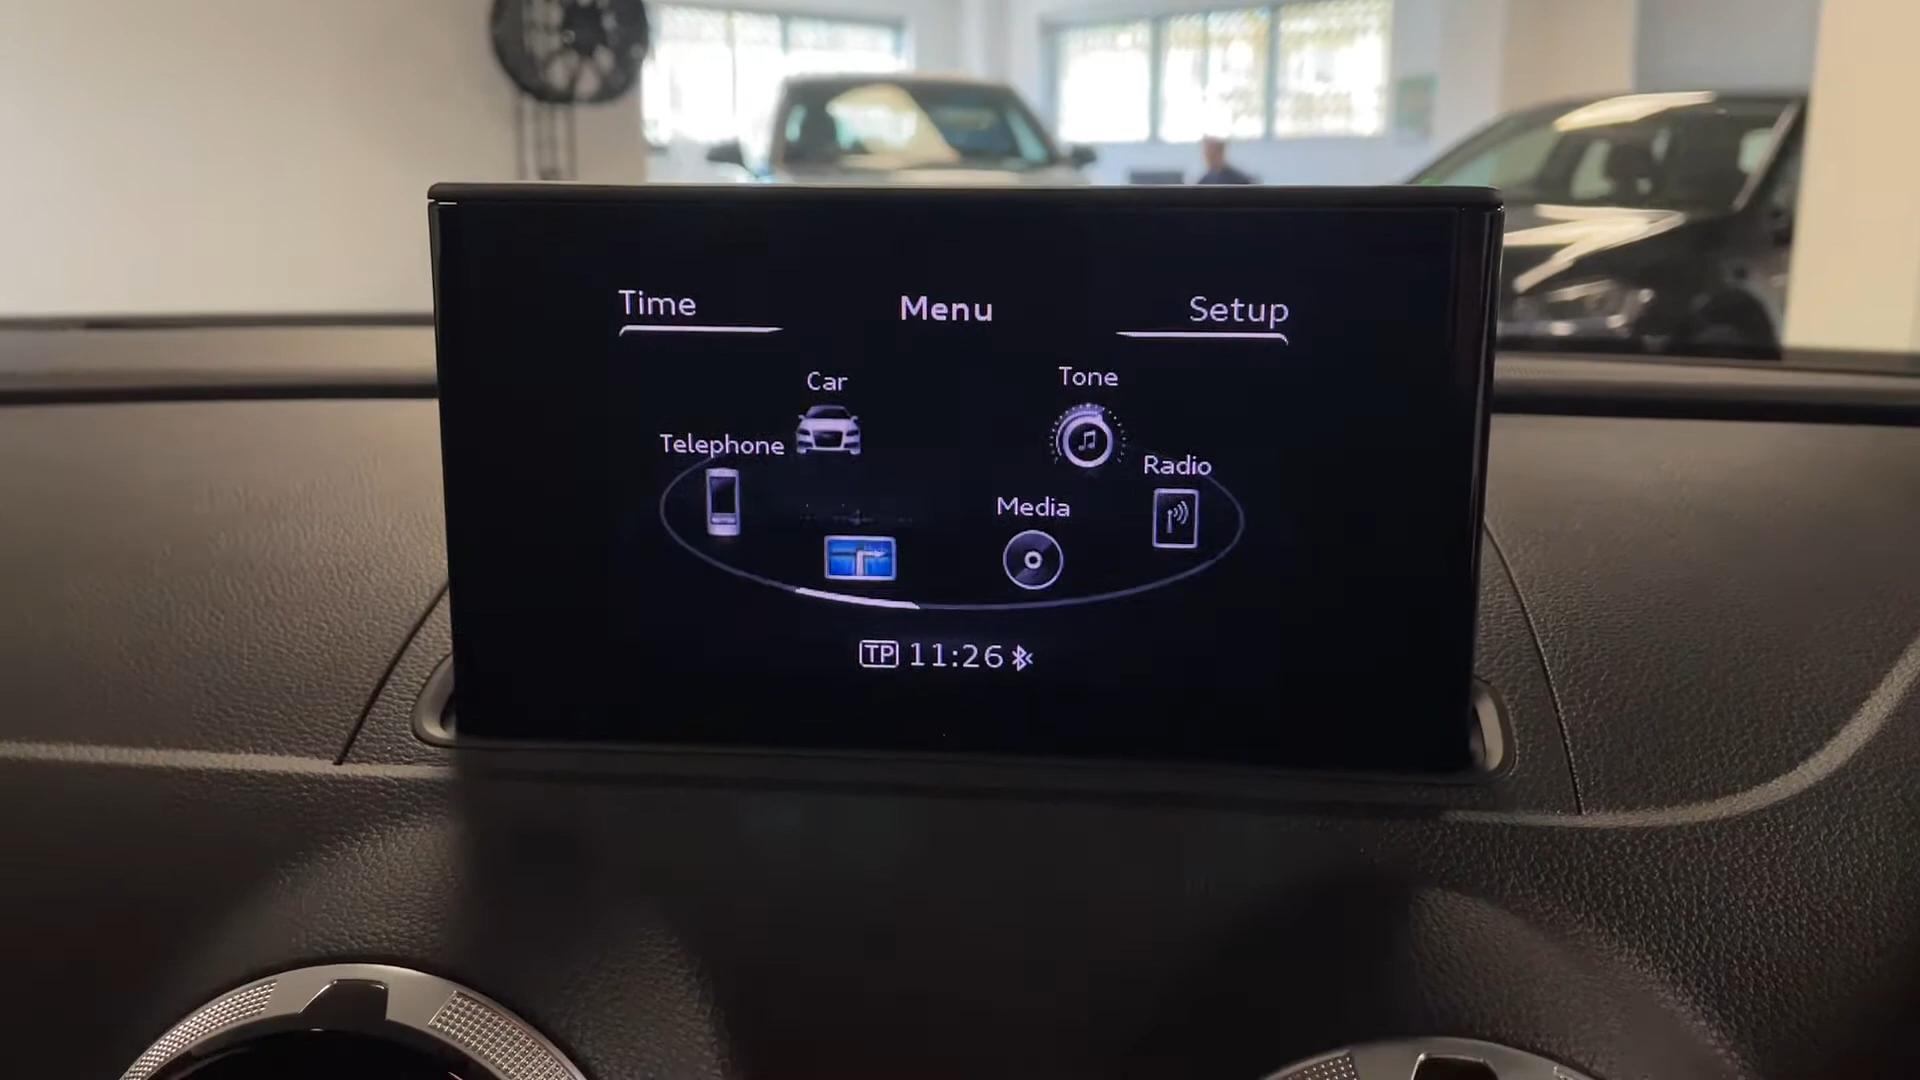 Time
Menu
Setup
Car
Tone
Telephone
Radio
Media
TP 11:26